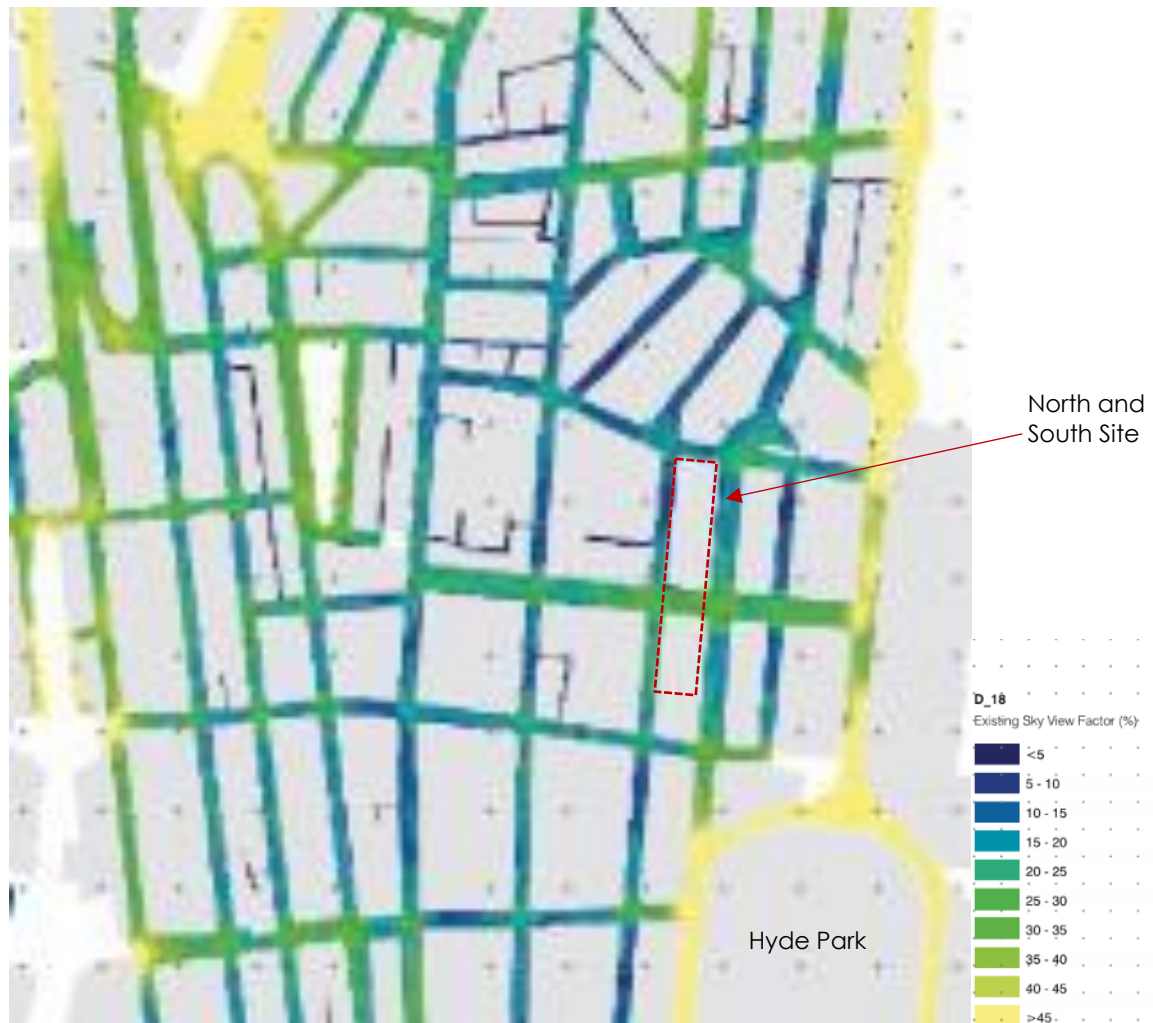 North and
South Site
D_18
Existing Sky View Factor (%)
<5
5 - 10
10 - 15
15 - 20
20 - 25
25 - 30
30 - 35
35 - 40
40 - 45
>45
Hyde Park